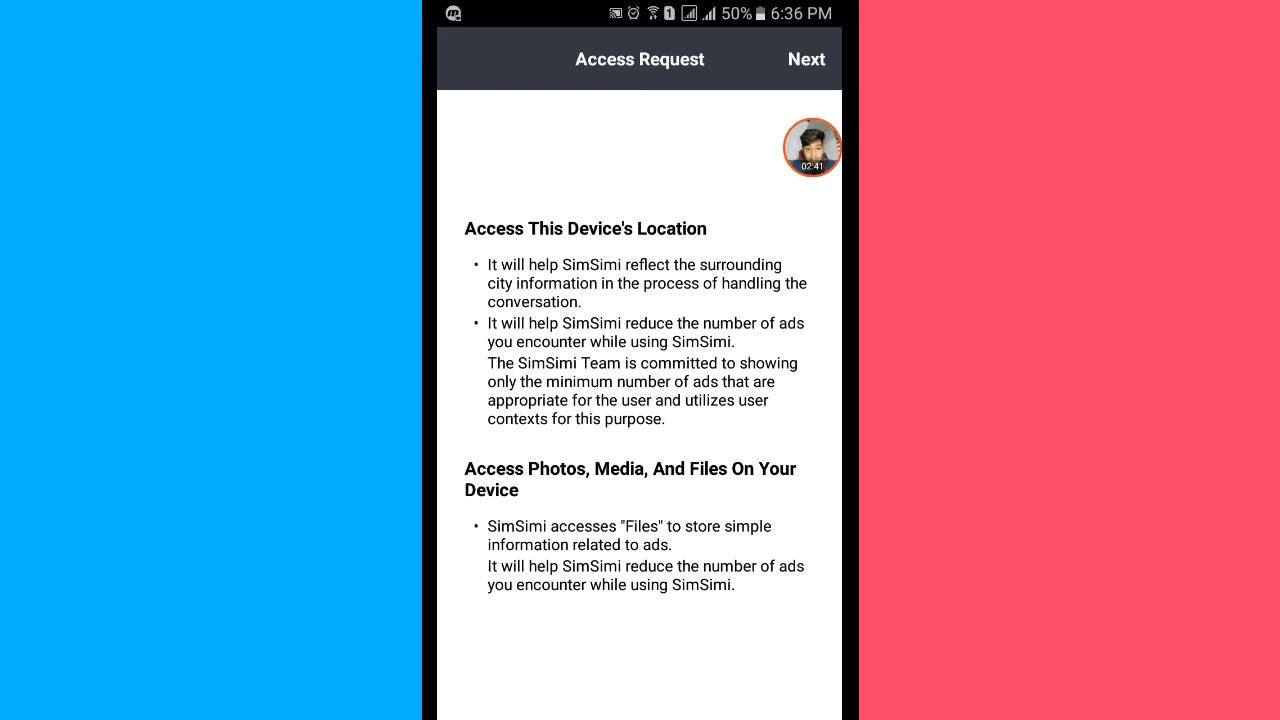 1 50% 6:36 PM
Access Request Next
02:41
Access This Device's Location
• It will help SimSimi reflect the surrounding
city information in the process of handling the
conversation.
• It will help SimSimi reduce the number of ads
you encounter while using SimSimi.
The SimSimi Team is committed to showing
only the minimum number of ads that are
appropriate for the user and utilizes user
contexts for this purpose.
Access Photos, Media, And Files On Your
Device
• SimSimi accesses "Files" to store simple
information related to ads.
It will help SimSimi reduce the number of ads
you encounter while using SimSimi.